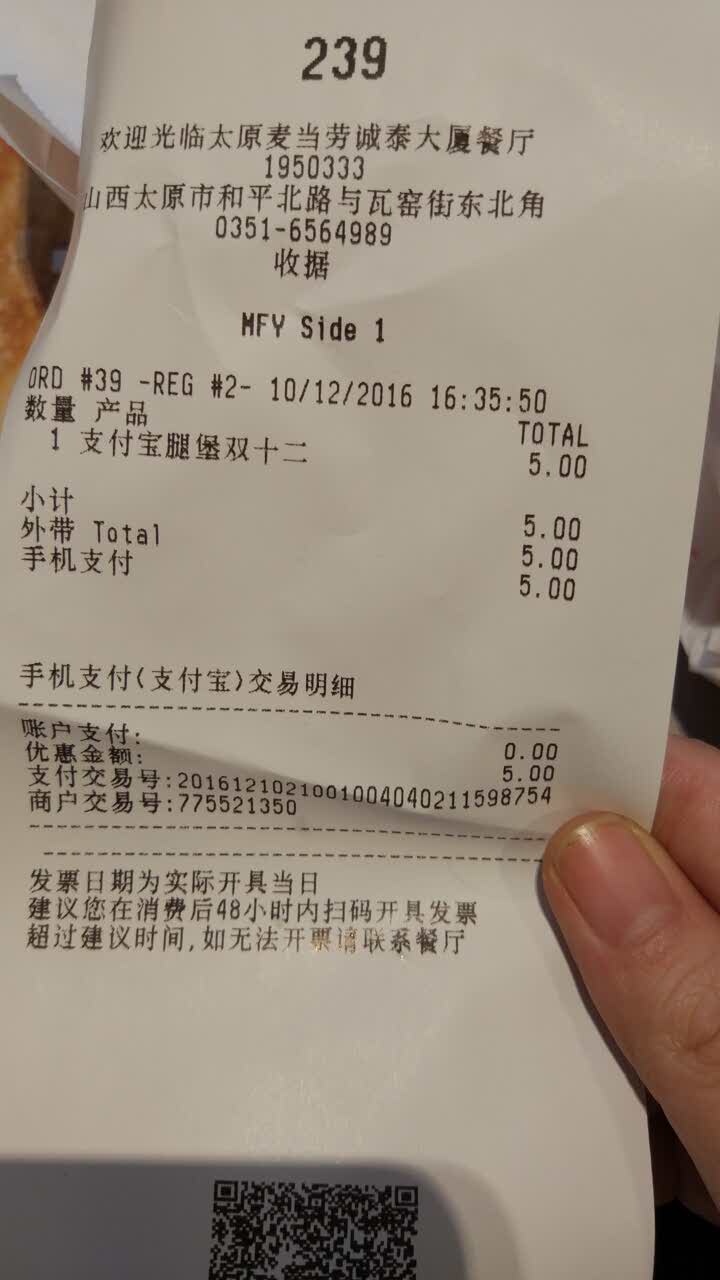 239
欢迎光临太原麦当劳诚泰大厦餐厅
1950333
山西太原市和平北路与瓦窑街东北角
0351-6564989
收据
MFY Side 1
ORD #39 -REG #2- 10/12/2016 16:35:50
数量 产品 TOTAL
1 支付宝腿堡双十二 5.00
小计 5.00
外带 Total 5.00
手机支付 5.00
手机支付(支付宝)交易明细
账户支付: 0.00
优惠金额: 5.00
支付交易号:2016121021001004040211598754
商户交易号:775521350
发票日期为实际开具当日
建议您在消费后48小时内扫码开具发票
超过建议时间,如无法开票请联系餐厅